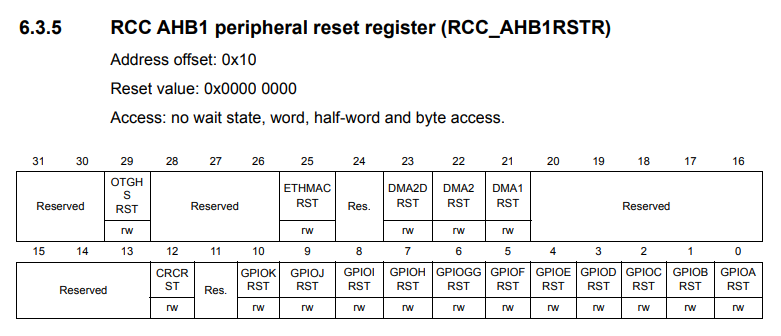 6.3.5 RCC AHB1 peripheral reset register (RCC_AHB1RSTR)
Address offset: 0x10
Reset value: 0x0000 0000
Access: no wait state, word, half-word and byte access.
31 30 29 28 27 26 25 24 23 22 21 20 19 18 17 16
Reserved OTGH S RST Reserved ETHMAC RST Res. DMA2D RST DMA2 RST DMA1 RST Reserved
rw rw rw rw rw
15 14 13 12 11 10 9 8 7 6 5 4 3 2 1 0
Reserved CRCR ST Res. GPIOK RST GPIOJ RST GPIOI RST GPIOH RST GPIOGG RST GPIOF RST GPIOE RST GPIOD RST GPIOC RST GPIOB RST GPIOA RST
rw rw rw rw rw rw rw rw rw rw rw rw